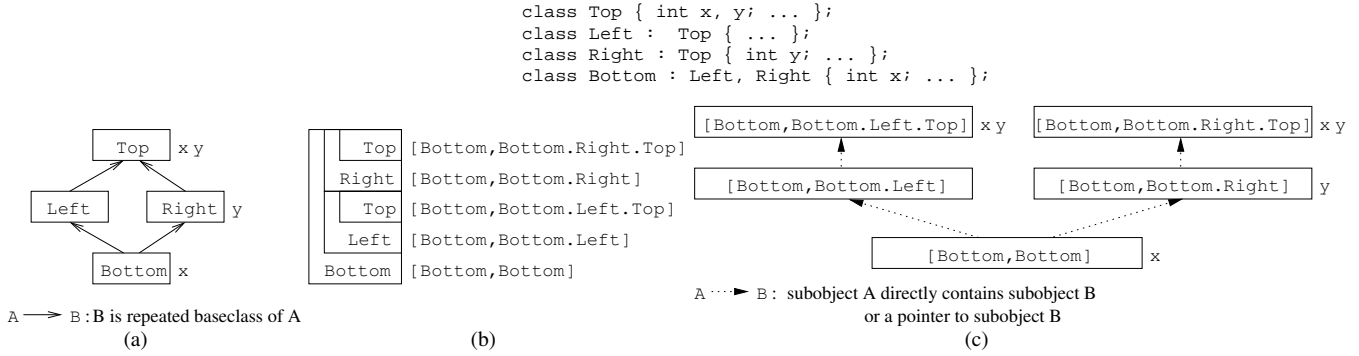 class Top { int x, y; ... };
class Left :  Top { ... };
class Right : Top { int y; ... };
class Bottom : Left, Right { int x; ... };
Top x y
Left Right y
Bottom x
A B : B is repeated baseclass of A
(a)
Top [Bottom,Bottom.Right.Top]
Right [Bottom,Bottom.Right]
Top [Bottom,Bottom.Left.Top]
Left [Bottom,Bottom.Left]
Bottom [Bottom,Bottom]
(b)
[Bottom,Bottom.Left.Top] x y [Bottom,Bottom.Right.Top] x y
[Bottom,Bottom.Left] [Bottom,Bottom.Right] y
[Bottom,Bottom] x
A B : subobject A directly contains subobject B
or a pointer to subobject B
(c)